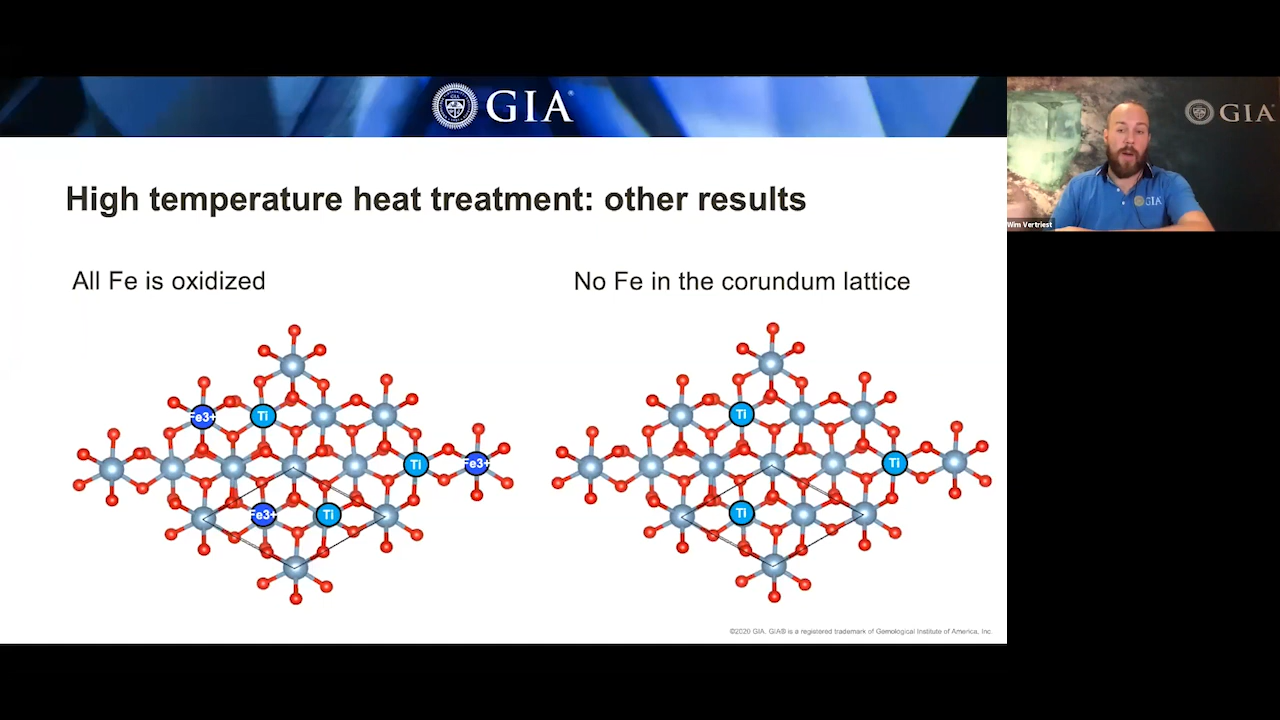 GIA
GIA
GIA
Wim Vertriest
High temperature heat treatment: other results
All Fe is oxidized
No Fe in the corundum lattice
Fe3+
Ti
Ti
Ti
Fe3+
Ti
Fe3+
Ti
Ti
©2020 GIA. GIA® is a registered trademark of Gemological Institute of America, Inc.